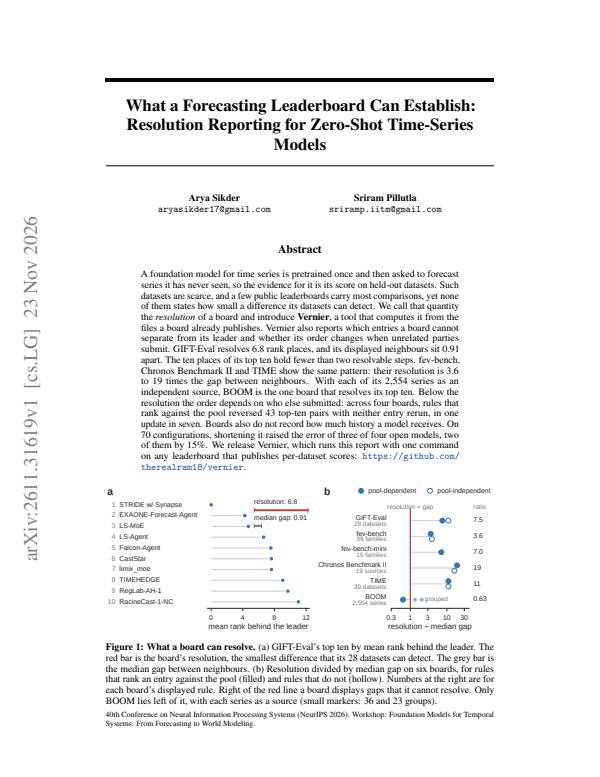 What a Forecasting Leaderboard Can Establish:
Resolution Reporting for Zero-Shot Time-Series
Models
Arya Sikder
aryasikder17@gmail.com
Sriram Pillutla
sriramp.iitm@gmail.com
arXiv:2611.31619v1 [cs.LG] 23 Nov 2026
Abstract
A foundation model for time series is pretrained once and then asked to forecast
series it has never seen, so the evidence for it is its score on held-out datasets. Such
datasets are scarce, and a few public leaderboards carry most comparisons, yet none
of them states how small a difference its datasets can detect. We call that quantity
the resolution of a board and introduce Vernier, a tool that computes it from the
files a board already publishes. Vernier also reports which entries a board cannot
separate from its leader and whether its order changes when unrelated parties
submit. GIFT-Eval resolves 6.8 rank places, and its displayed neighbours sit 0.91
apart. The ten places of its top ten hold fewer than two resolvable steps. fev-bench,
Chronos Benchmark II and TIME show the same pattern: their resolution is 3.6
to 19 times the gap between neighbours. With each of its 2,554 series as an
independent source, BOOM is the one board that resolves its top ten. Below the
resolution the order depends on who else submitted: across four boards, rules that
rank against the pool reversed 43 top-ten pairs with neither entry rerun, in one
update in seven. Boards also do not record how much history a model receives. On
70 configurations, shortening it raised the error of three of four open models, two
of them by 15%. We release Vernier, which runs this report with one command
on any leaderboard that publishes per-dataset scores: https://github.com/
therealram18/vernier.
a
1 STRIDE w/ Synapse
2 EXAONE-Forecast-Agent
3 LS-MoE
4 LS-Agent
5 Falcon-Agent
6 CastStar
7 limix_moe
8 TIMEHEDGE
9 RegLab-AH-1
10 RacineCast-1-NC
resolution: 6.8
median gap: 0.91
0 4 8 12
mean rank behind the leader
b
pool-dependent pool-independent
resolution = gap ratio
GIFT-Eval 7.5
28 datasets
fev-bench 3.6
39 families
fev-bench-mini 7.0
15 families
Chronos Benchmark II 19
19 sources
TIME 11
39 datasets
BOOM grouped 0.63
2,554 series
0.3 1 3 10 30
resolution ÷ median gap
Figure 1: What a board can resolve. (a) GIFT-Eval's top ten by mean rank behind the leader. The
red bar is the board's resolution, the smallest difference that its 28 datasets can detect. The grey bar is
the median gap between neighbours. (b) Resolution divided by median gap on six boards, for rules
that rank an entry against the pool (filled) and rules that do not (hollow). Numbers at the right are for
each board's displayed rule. Right of the red line a board displays gaps that it cannot resolve. Only
BOOM lies left of it, with each series as a source (small markers: 36 and 23 groups).
40th Conference on Neural Information Processing Systems (NeurIPS 2026). Workshop: Foundation Models for Temporal
Systems: From Forecasting to World Modeling.